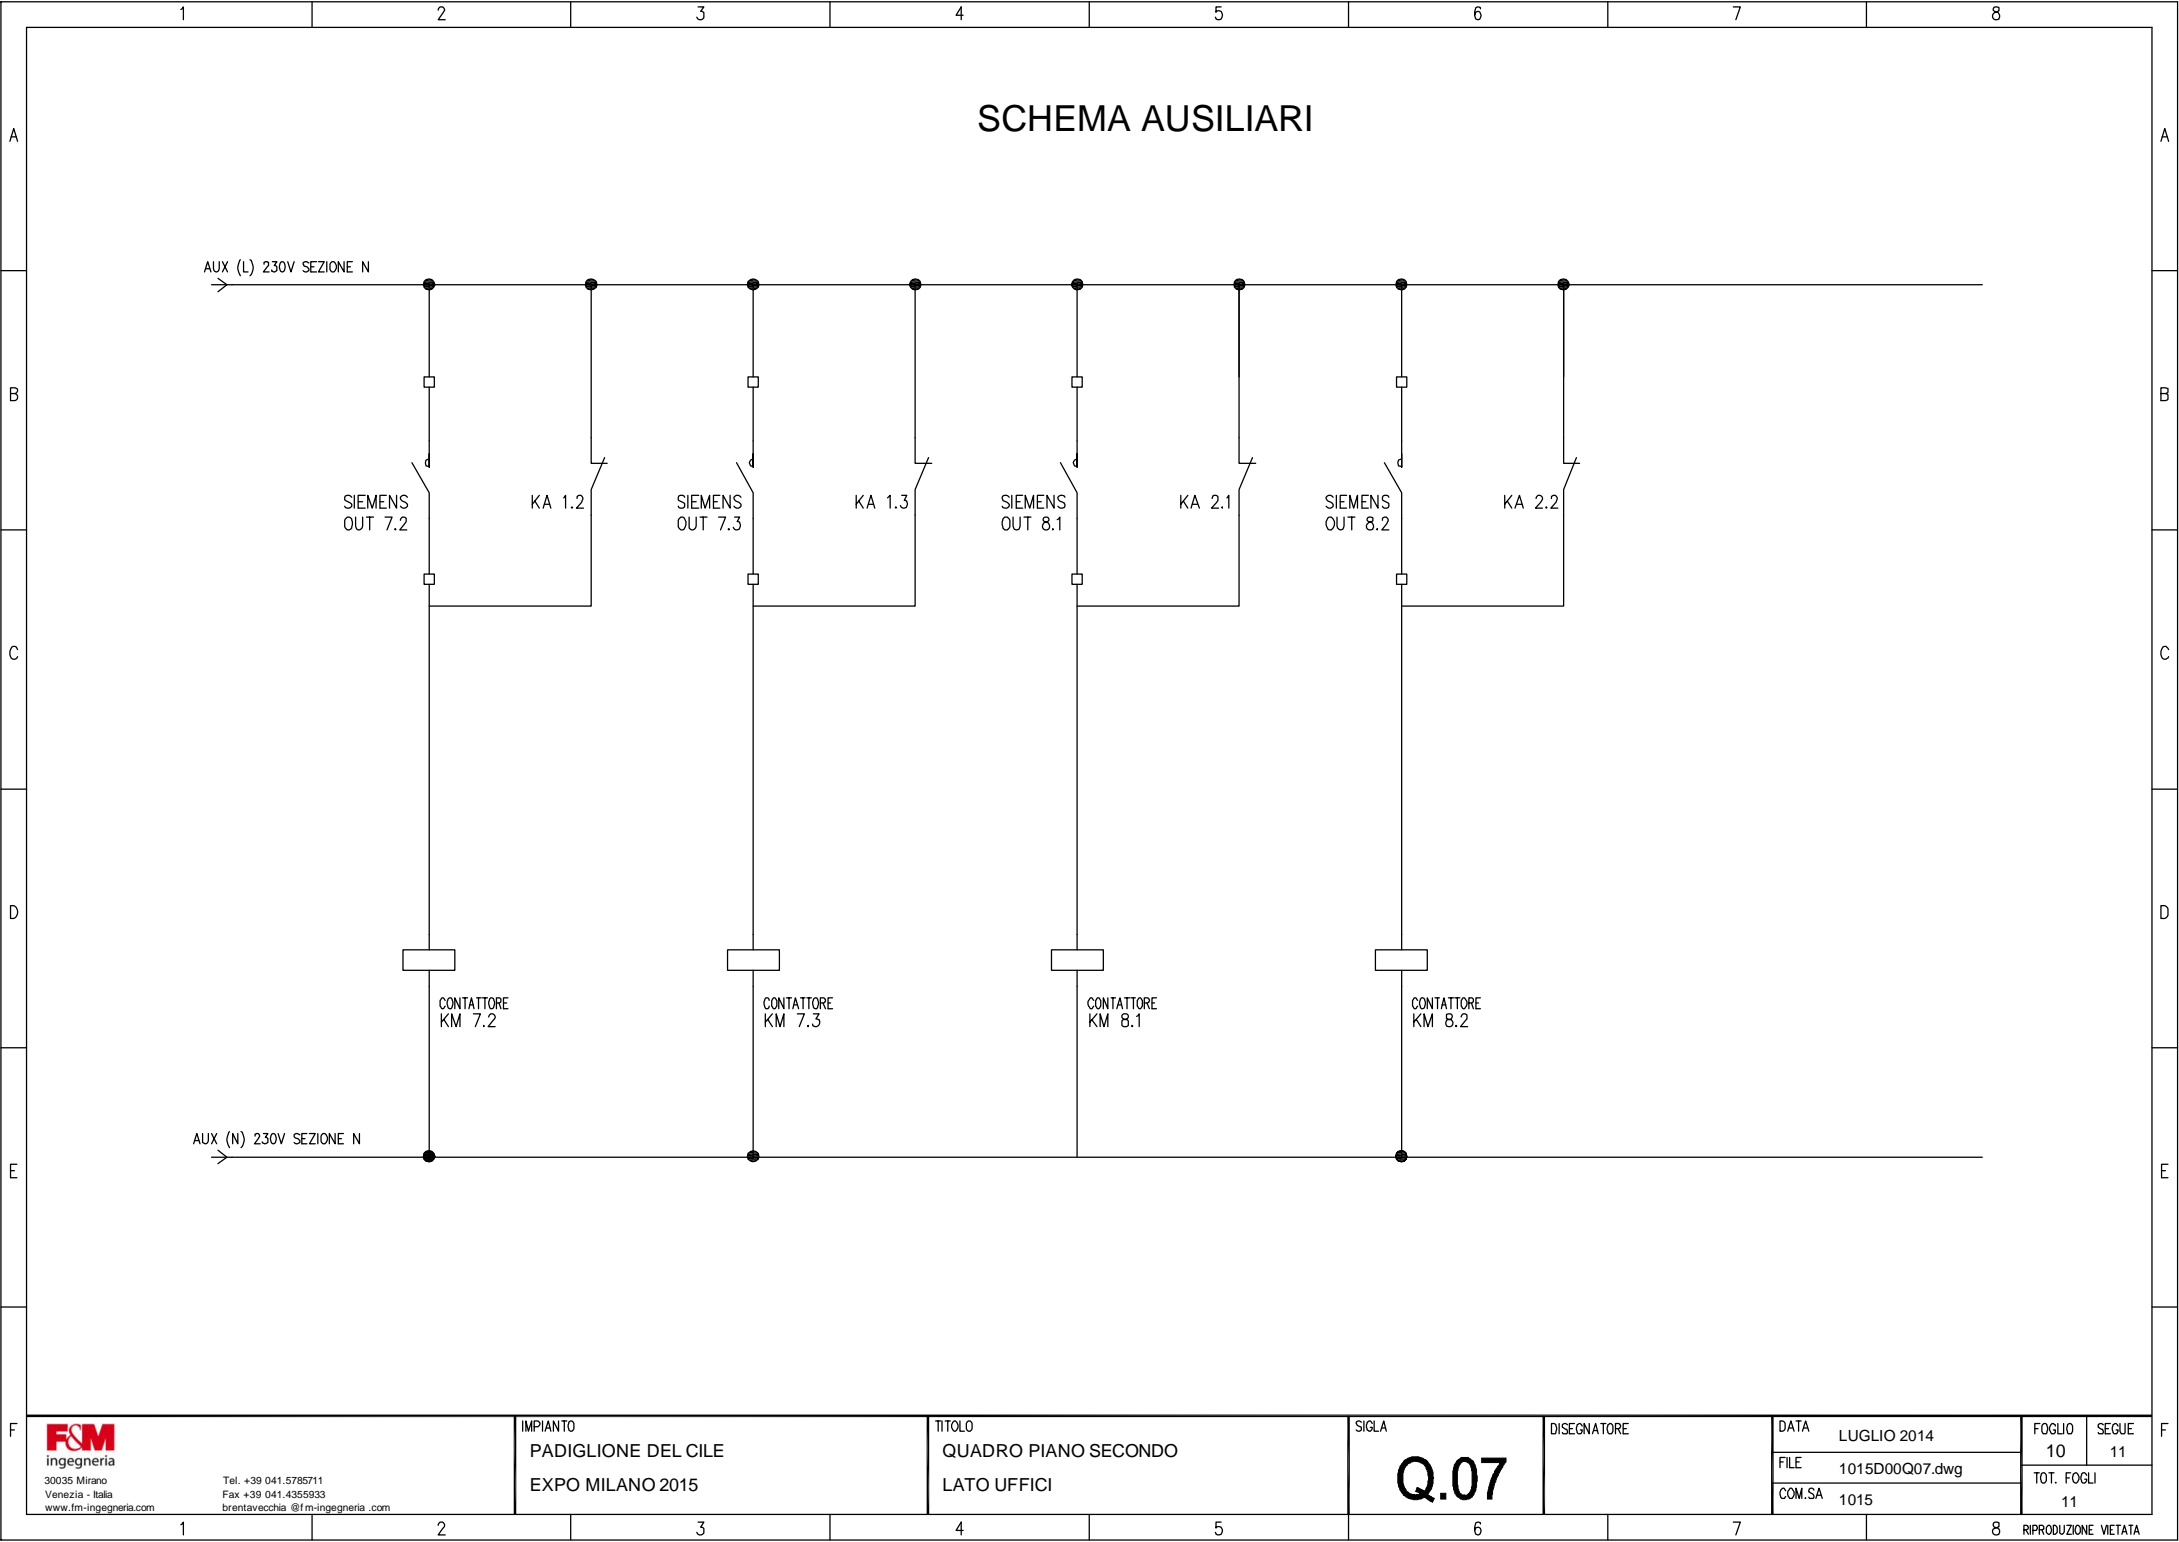 1 2 3 4 5 6 7 8
SCHEMA AUSILIARI
A A
AUX (L) 230V SEZIONE N
B B
SIEMENS
OUT 7.2
KA 1.2
SIEMENS
OUT 7.3
KA 1.3
SIEMENS
OUT 8.1
KA 2.1
SIEMENS
OUT 8.2
KA 2.2
C C
D D
CONTATTORE
KM 7.2
CONTATTORE
KM 7.3
CONTATTORE
KM 8.1
CONTATTORE
KM 8.2
AUX (N) 230V SEZIONE N
E E
F F
F&M
ingegneria
30035 Mirano
Venezia - Italia
www.fm-ingegneria.com
Tel. +39 041.5785711
Fax +39 041.4355933
brentavecchia @fm-ingegneria .com
IMPIANTO
PADIGLIONE DEL CILE
EXPO MILANO 2015
TITOLO
QUADRO PIANO SECONDO
LATO UFFICI
SIGLA
Q.07
DISEGNATORE
DATA LUGLIO 2014
FILE 1015D00Q07.dwg
COM.SA 1015
FOGLIO
10
SEGUE
11
TOT. FOGLI
11
1 2 3 4 5 6 7 8
RIPRODUZIONE VIETATA